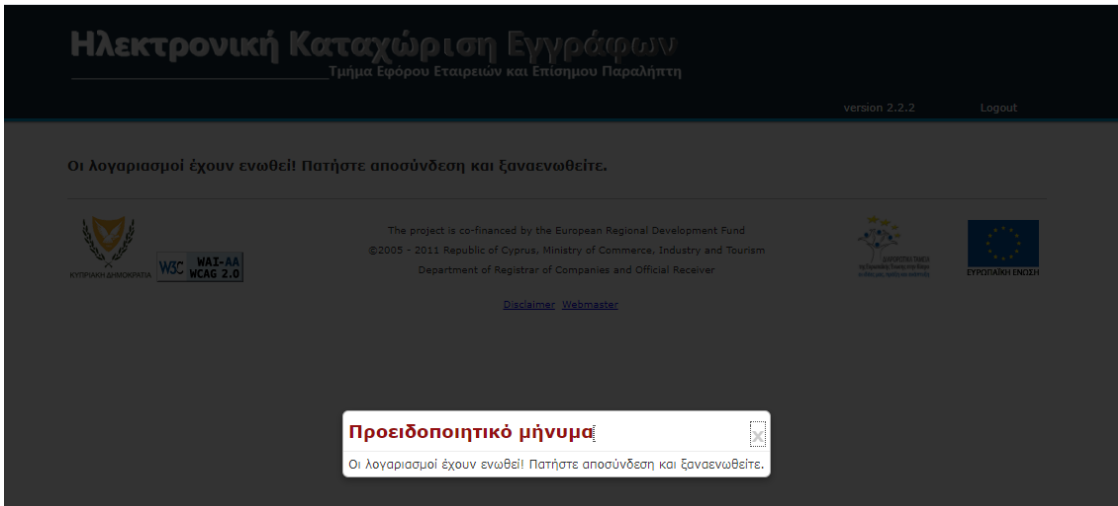 Ηλεκτρονική Καταχώριση Εγγράφων
Τμήμα Εφόρου Εταιρειών και Επίσημου Παραλήπτη
version 2.2.2 Logout
Οι λογαριασμοί έχουν ενωθεί! Πατήστε αποσύνδεση και ξαναενωθείτε.
The project is co-financed by the European Regional Development Fund
©2005 - 2011 Republic of Cyprus, Ministry of Commerce, Industry and Tourism
Department of Registrar of Companies and Official Receiver
ΚΥΠΡΙΑΚΗ ΔΗΜΟΚΡΑΤΙΑ
W3C WAI-AA
WCAG 2.0
ΕΥΡΩΠΑΪΚΗ ΕΝΩΣΗ
Disclaimer Webmaster
Προειδοποιητικό μήνυμα
Οι λογαριασμοί έχουν ενωθεί! Πατήστε αποσύνδεση και ξαναενωθείτε.